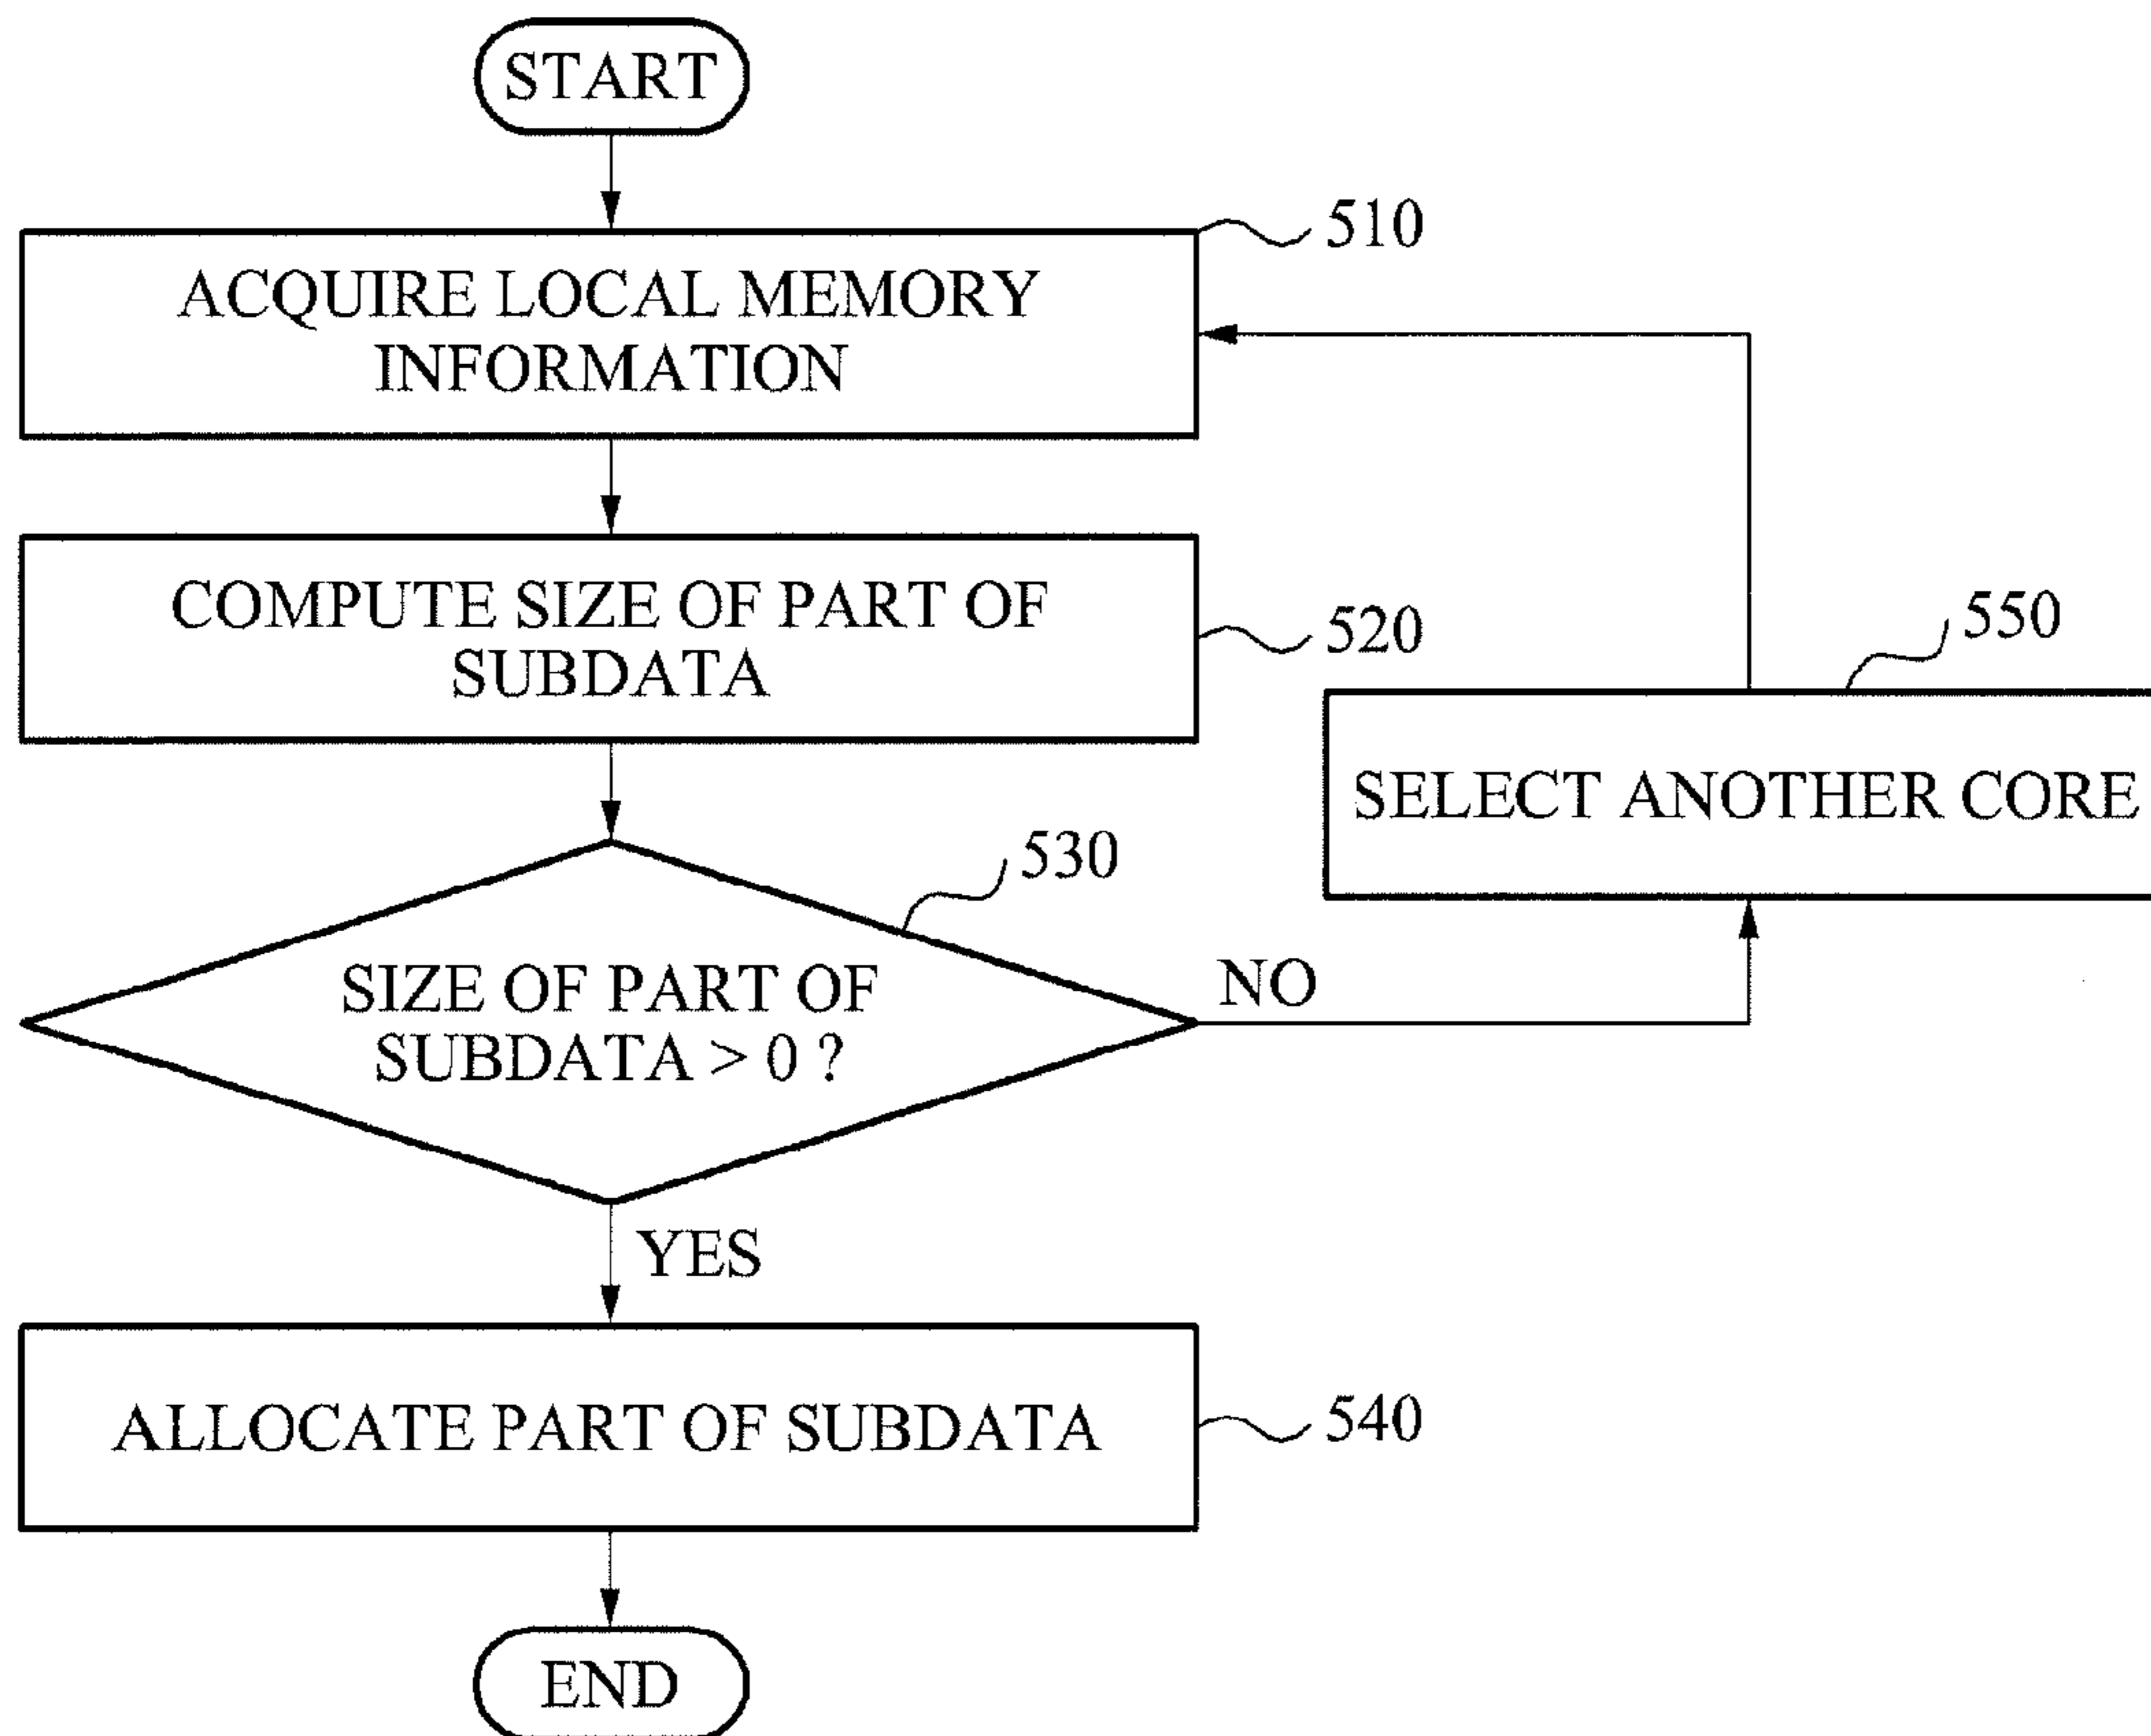 START
510
ACQUIRE LOCAL MEMORY
INFORMATION
COMPUTE SIZE OF PART OF
SUBDATA
520
550
SELECT ANOTHER CORE
530
SIZE OF PART OF
SUBDATA > 0 ?
NO
YES
ALLOCATE PART OF SUBDATA
540
END